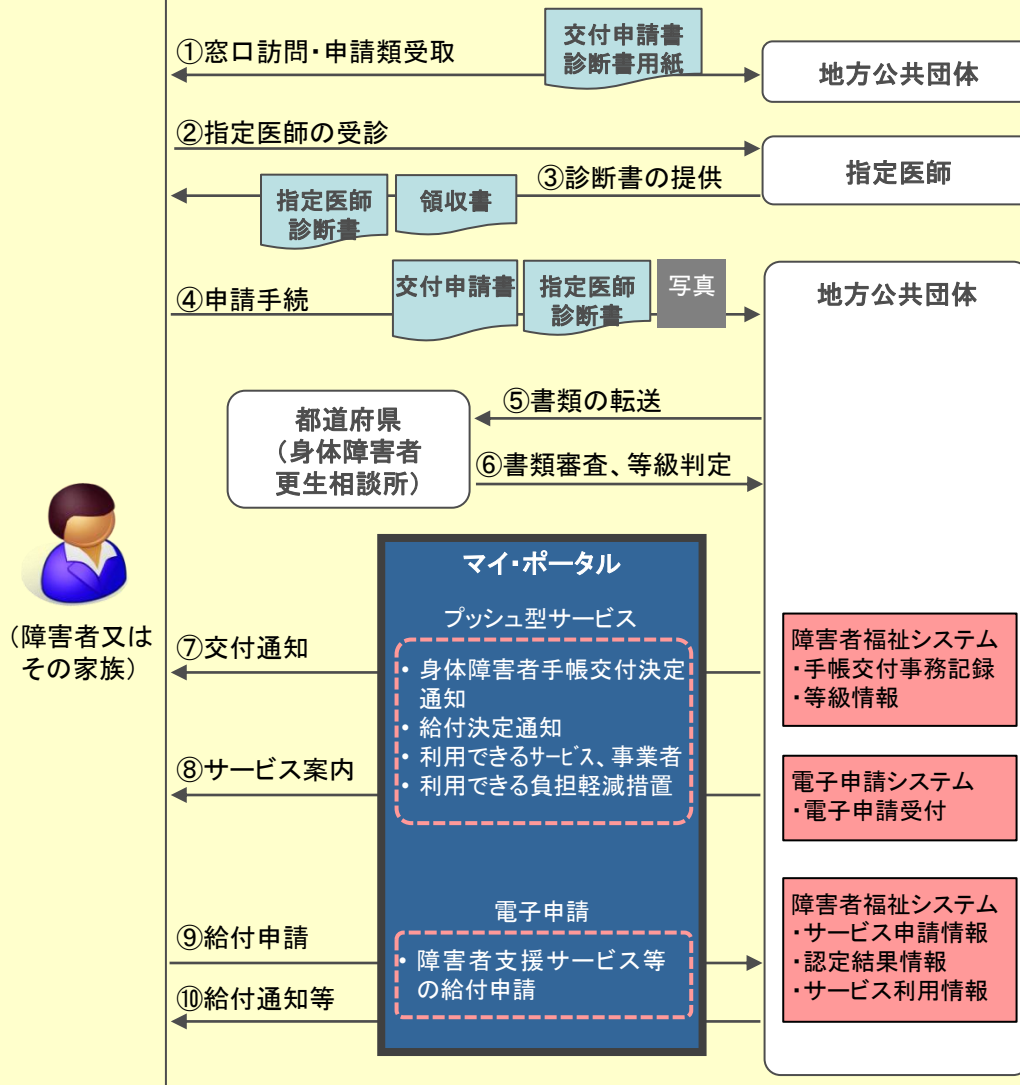 ①窓口訪問・申請類受取
交付申請書
診断書用紙
地方公共団体
②指定医師の受診
指定医師
③診断書の提供
指定医師
診断書
領収書
④申請手続
交付申請書
指定医師
診断書
写真
地方公共団体
⑤書類の転送
都道府県
（身体障害者
更生相談所）
⑥書類審査、等級判定
（障害者又は
その家族）
マイ・ポータル
プッシュ型サービス
• 身体障害者手帳交付決定
通知
• 給付決定通知
• 利用できるサービス、事業者
• 利用できる負担軽減措置
⑦交付通知
障害者福祉システム
・手帳交付事務記録
・等級情報
⑧サービス案内
電子申請システム
・電子申請受付
電子申請
• 障害者支援サービス等
の給付申請
⑨給付申請
⑩給付通知等
障害者福祉システム
・サービス申請情報
・認定結果情報
・サービス利用情報